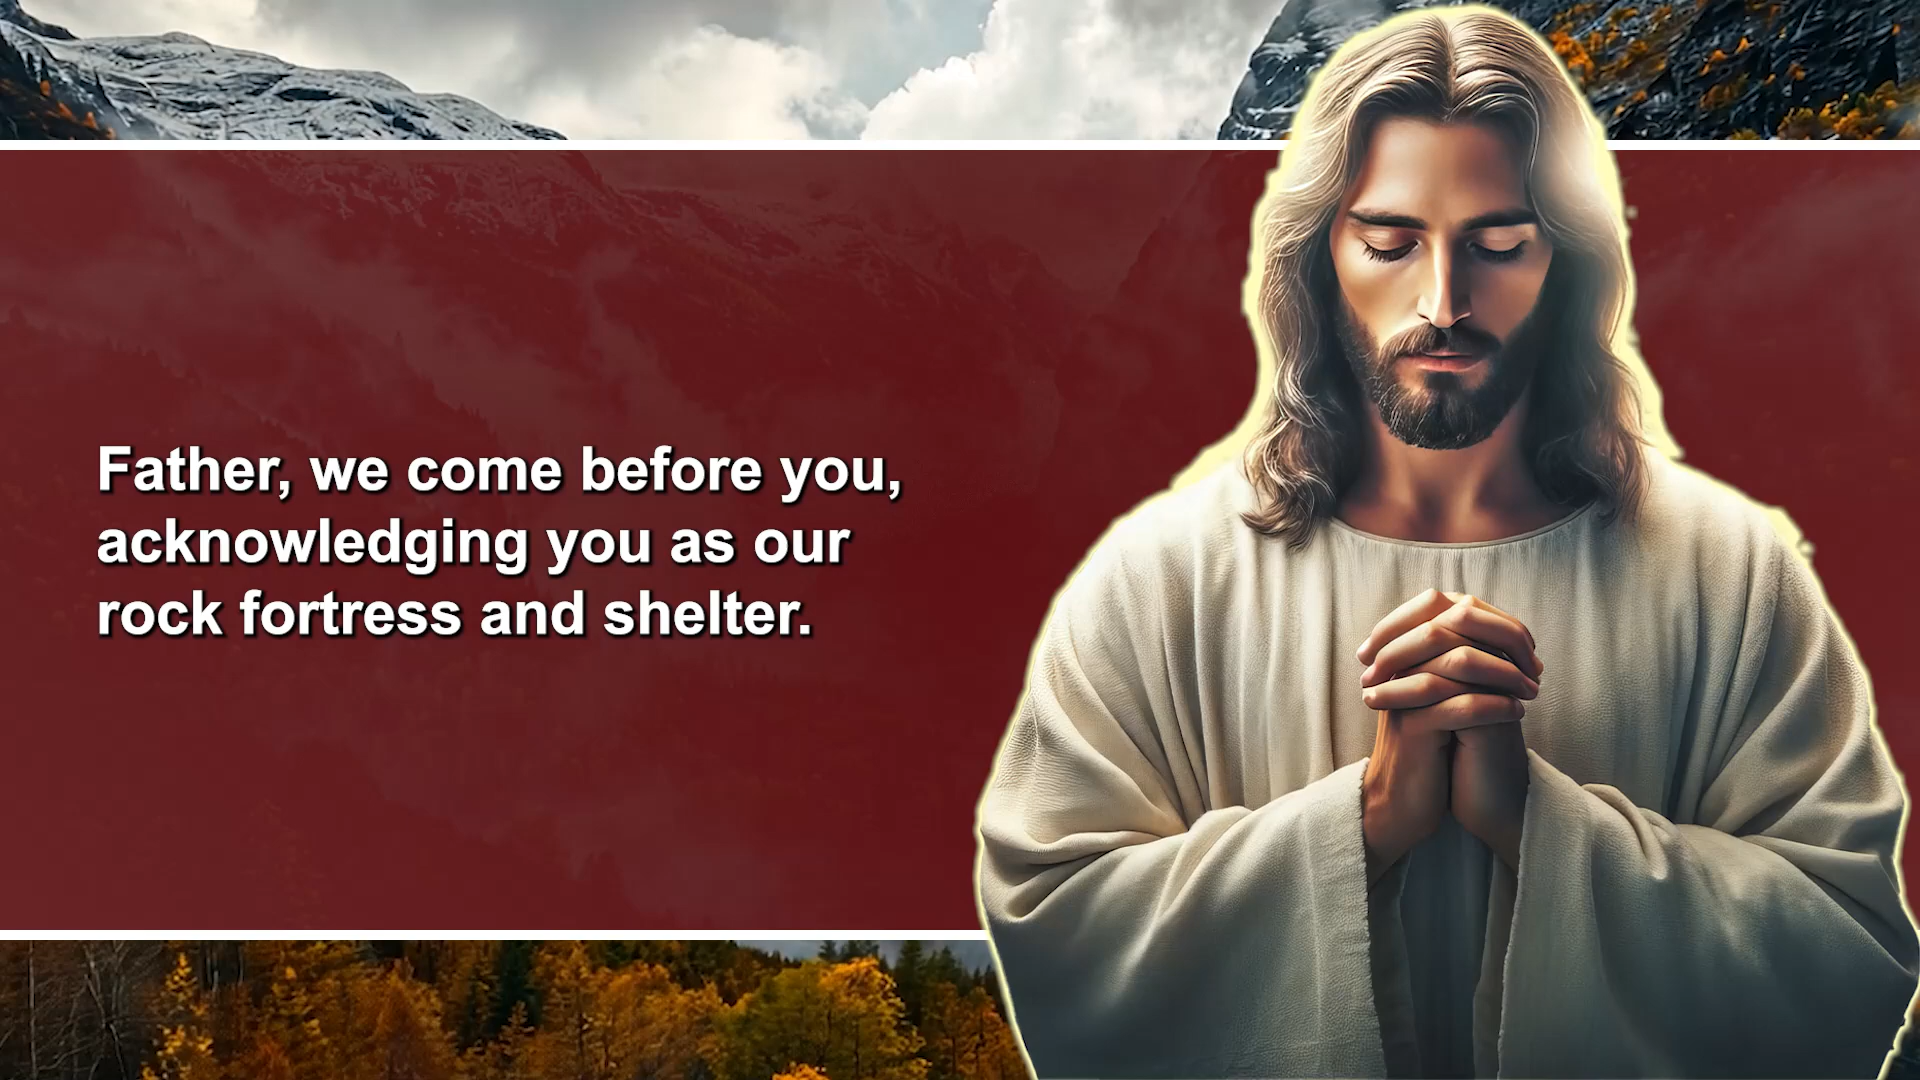 Father, we come before you,
acknowledging you as our
rock fortress and shelter.